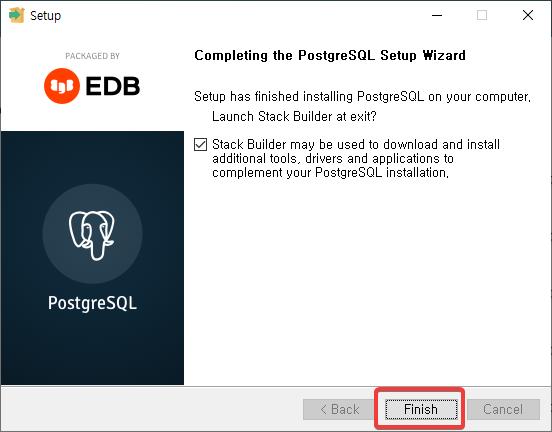 Setup
PACKAGED BY
EDB
PostgreSQL
Completing the PostgreSQL Setup Wizard
Setup has finished installing PostgreSQL on your computer.
Launch Stack Builder at exit?
Stack Builder may be used to download and install
additional tools, drivers and applications to
complement your PostgreSQL installation.
< Back
Finish
Cancel